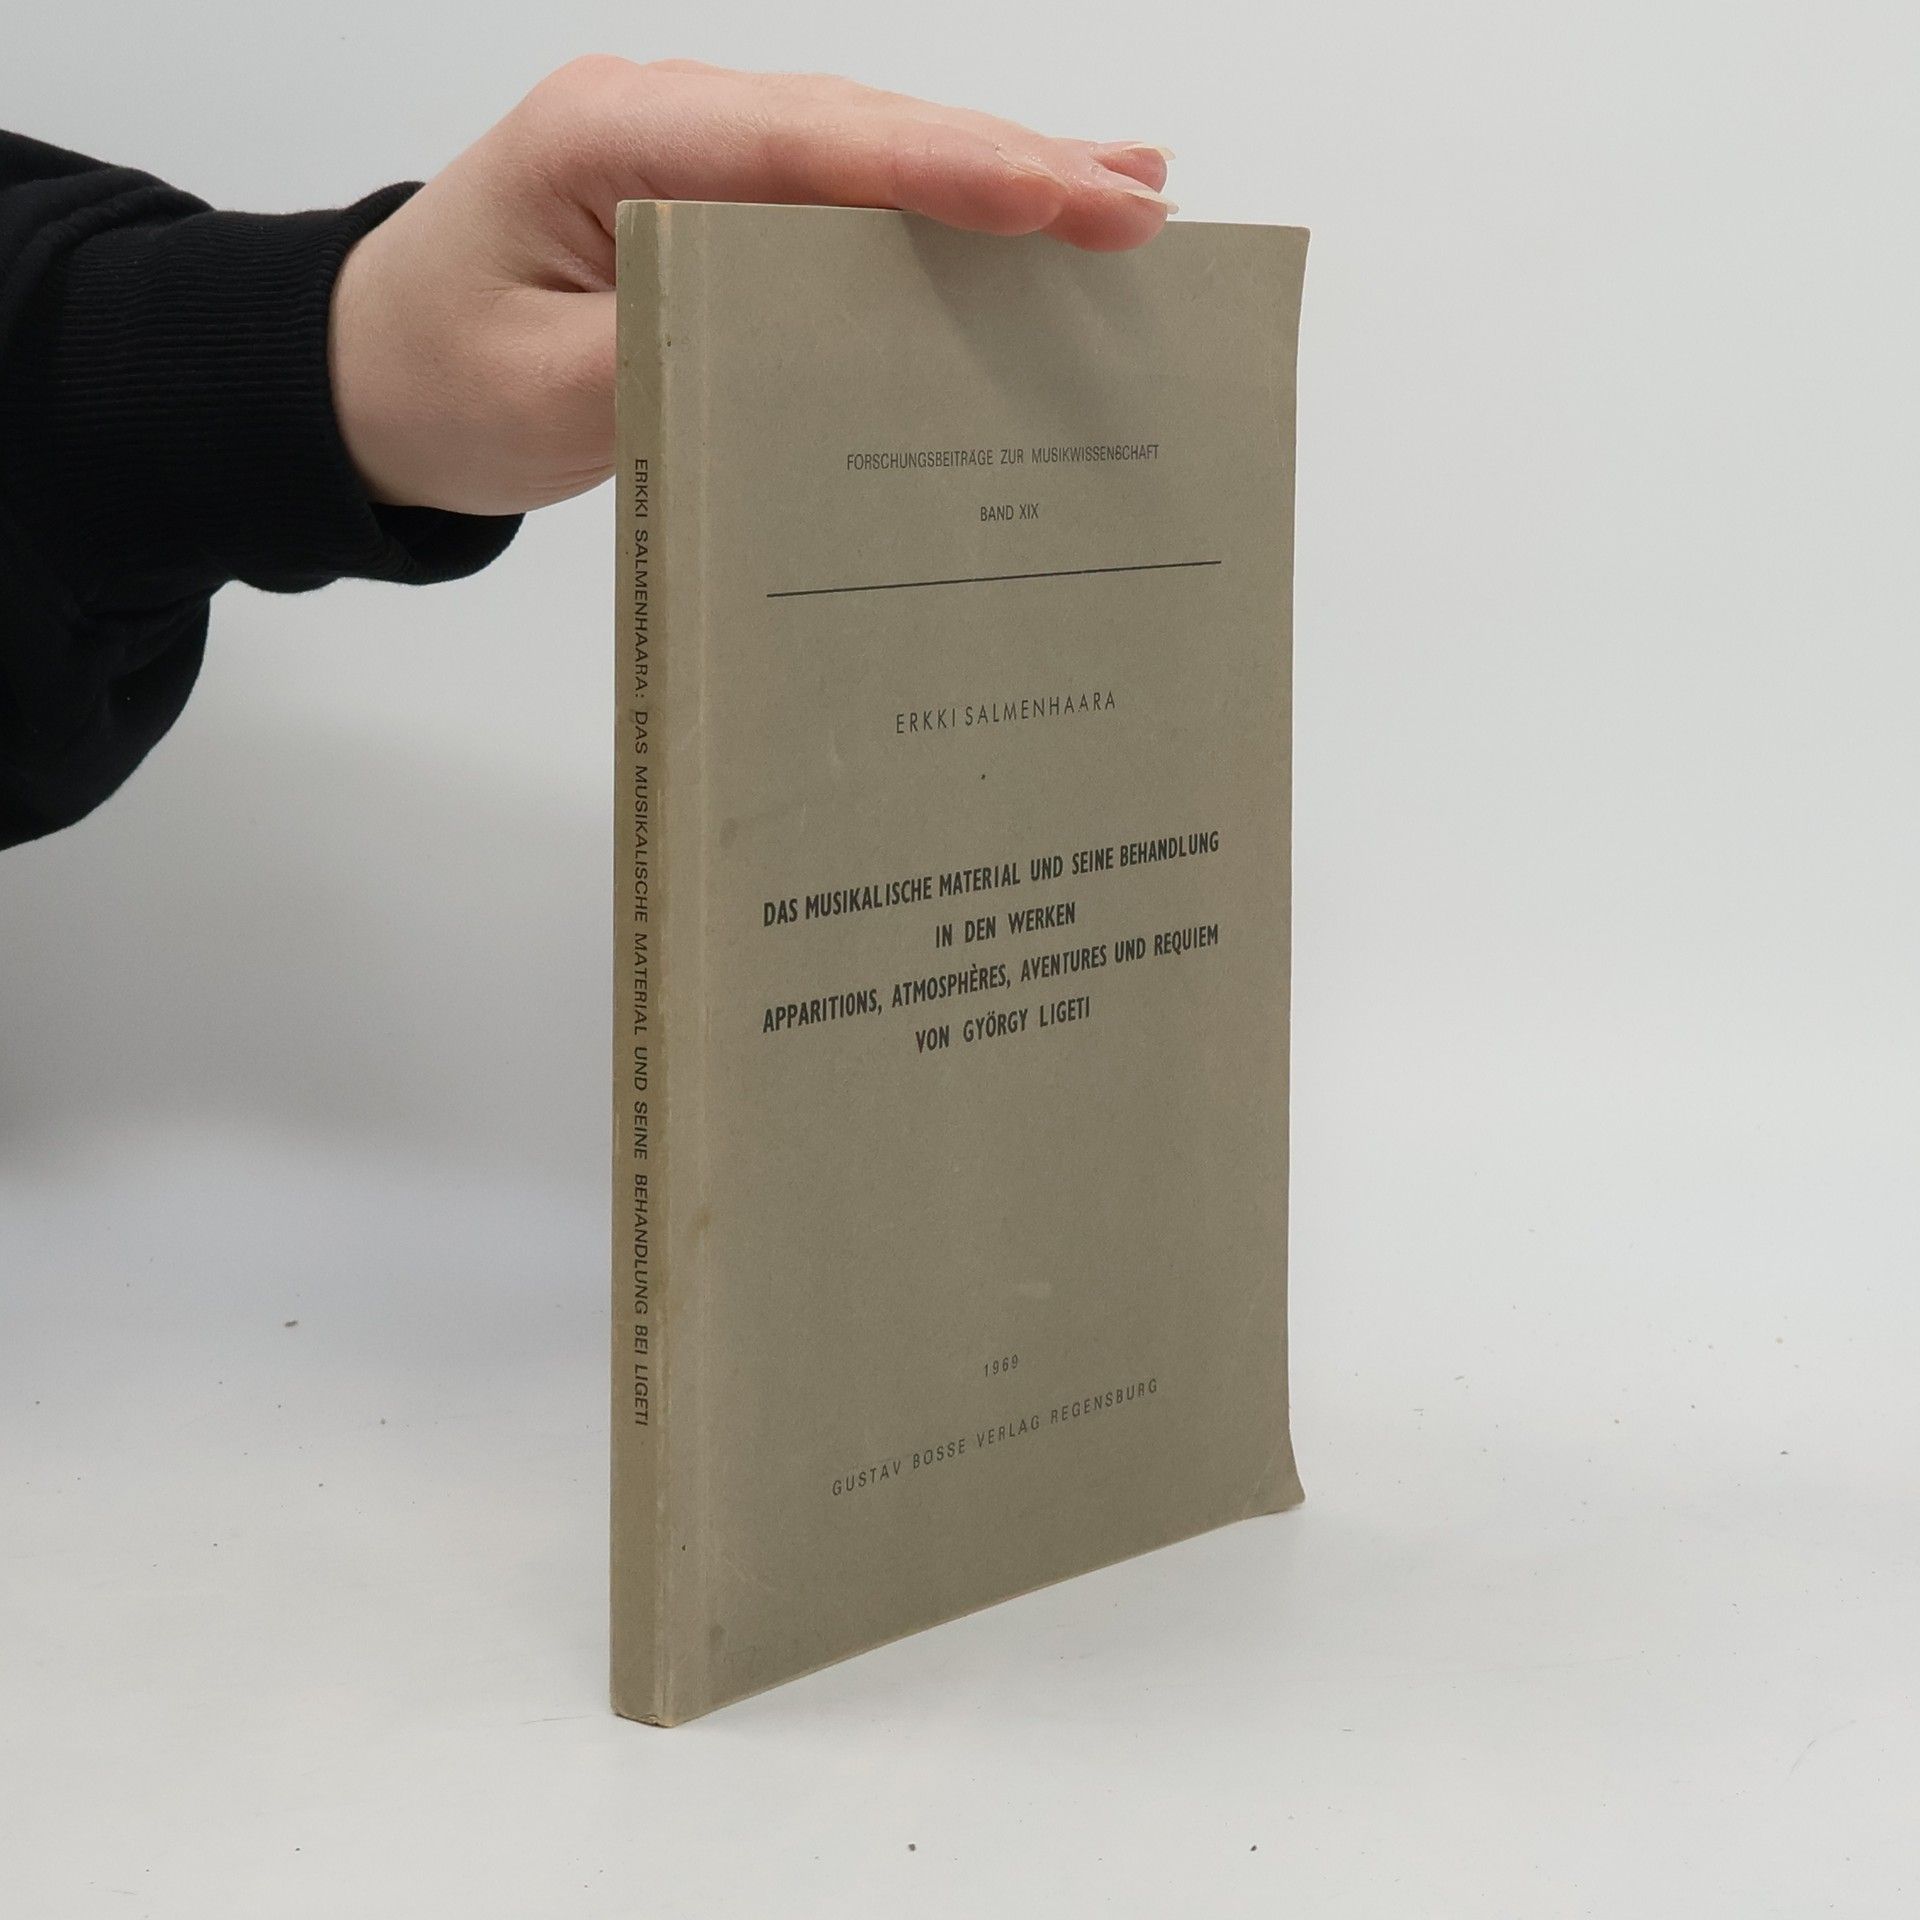 ERKKI SALMENHAARA: DAS MUSIKALISCHE MATERIAL UND SEINE BEHANDLUNG BEI LIGETI
FORSCHUNGSBEITRÄGE ZUR MUSIKWISSENSCHAFT
BAND XIX
ERKKI SALMENHAARA
DAS MUSIKALISCHE MATERIAL UND SEINE BEHANDLUNG
IN DEN WERKEN
APPARITIONS, ATMOSPHÈRES, AVENTURES UND REQUIEM
VON GYÖRGY LIGETI
1969
GUSTAV BOSSE VERLAG REGENSBURG